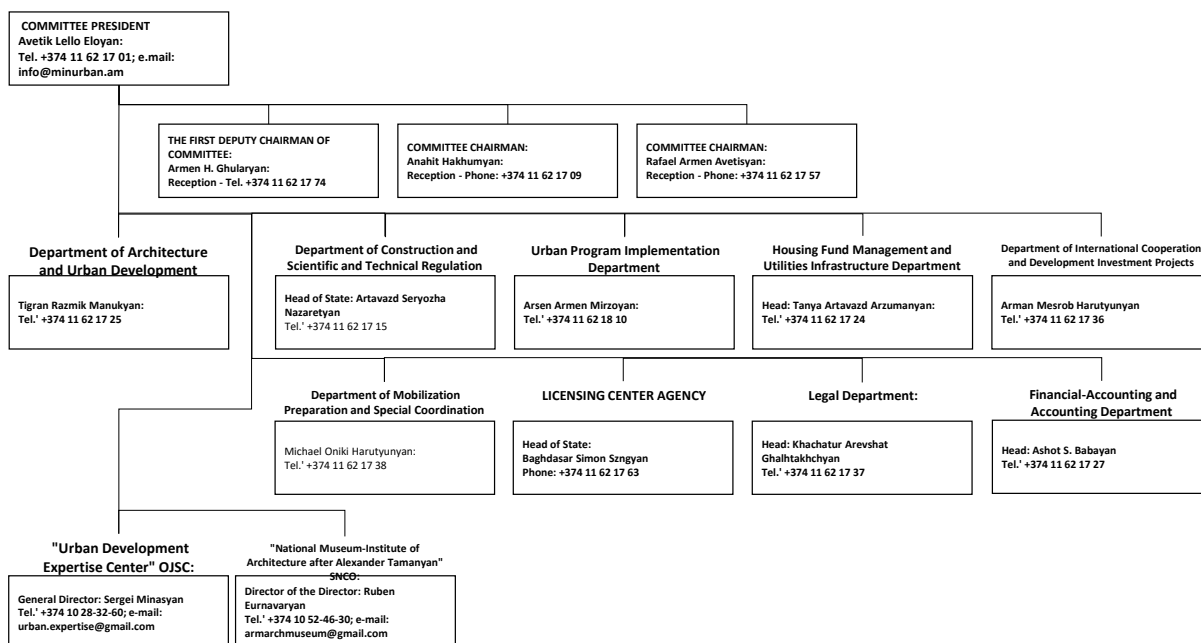 COMMITTEE PRESIDENT
Avetik Lello Eloyan:
Tel. +374 11 62 17 01; e.mail:
info@minurban.am
THE FIRST DEPUTY CHAIRMAN OF
COMMITTEE:
Armen H. Ghularyan:
Reception - Tel. +374 11 62 17 74
COMMITTEE CHAIRMAN:
Anahit Hakhumyan:
Reception - Phone: +374 11 62 17 09
COMMITTEE CHAIRMAN:
Rafael Armen Avetisyan:
Reception - Phone: +374 11 62 17 57
Department of Architecture
and Urban Development
Tigran Razmik Manukyan:
Tel.' +374 11 62 17 25
Department of Construction and
Scientific and Technical Regulation
Head of State: Artavazd Seryozha
Nazaretyan
Tel.' +374 11 62 17 15
Urban Program Implementation
Department
Arsen Armen Mirzoyan:
Tel.' +374 11 62 18 10
Housing Fund Management and
Utilities Infrastructure Department
Head: Tanya Artavazd Arzumanyan:
Tel.' +374 11 62 17 24
Department of International Cooperation
and Development Investment Projects
Arman Mesrob Harutyunyan
Tel.' +374 11 62 17 36
Department of Mobilization
Preparation and Special Coordination
Michael Oniki Harutyunyan:
Tel.' +374 11 62 17 38
LICENSING CENTER AGENCY
Head of State:
Baghdasar Simon Szngyan
Phone: +374 11 62 17 63
Legal Department:
Head: Khachatur Arevshat
Ghalhtakhchyan
Tel.' +374 11 62 17 37
Financial-Accounting and
Accounting Department
Head: Ashot S. Babayan
Tel.' +374 11 62 17 27
"Urban Development
Expertise Center" OJSC:
General Director: Sergei Minasyan
Tel.' +374 10 28-32-60; e-mail:
urban.expertise@gmail.com
"National Museum-Institute of
Architecture after Alexander Tamanyan"
SNCO:
Director of the Director: Ruben
Eurnavaryan
Tel.' +374 10 52-46-30; e-mail:
armarchmuseum@gmail.com